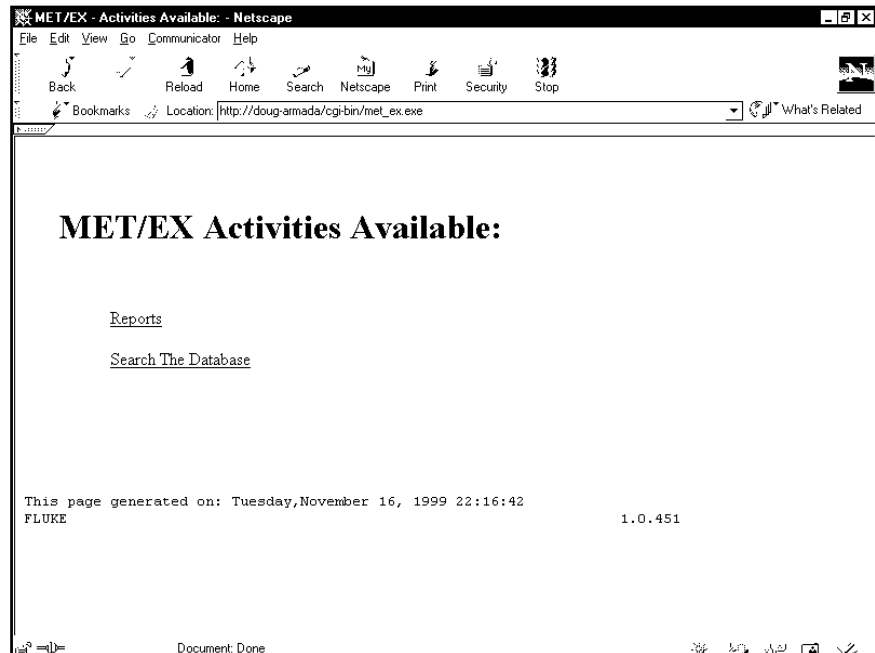 MET/EX - Activities Available: - Netscape
File Edit View Go Communicator Help
Back Reload Home Search Netscape Print Security Stop
My
N
Bookmarks Location: http://doug-armada/cgi-bin/met_ex.exe What's Related
MET/EX Activities Available:
Reports
Search The Database
This page generated on: Tuesday,November 16, 1999 22:16:42
FLUKE 1.0.451
Document: Done